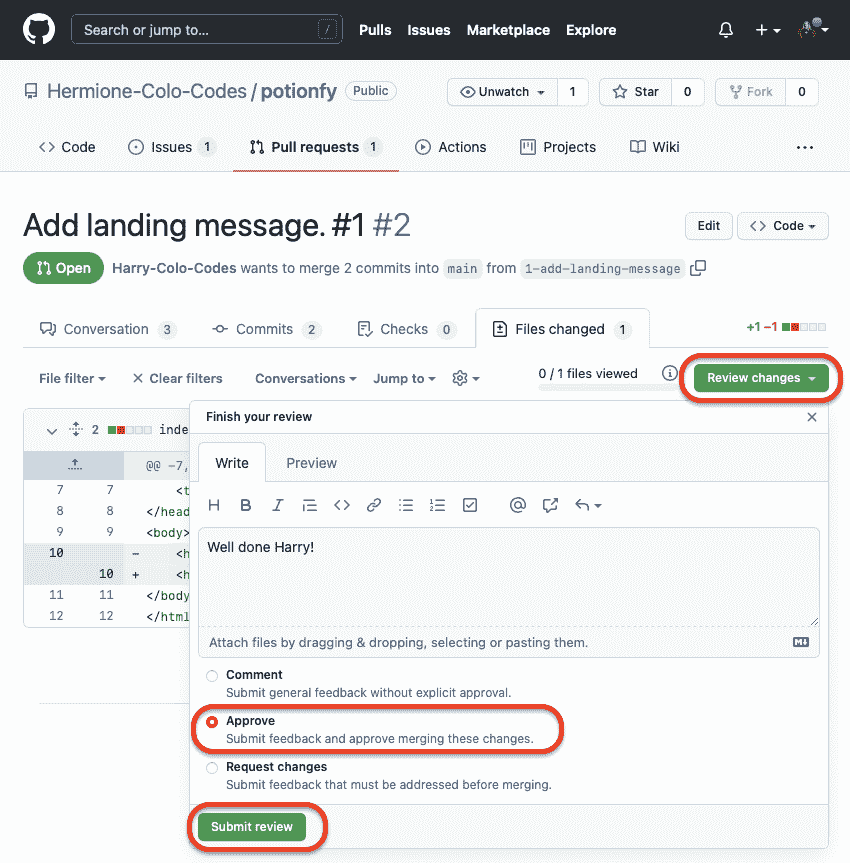 Search or jump to... / Pulls Issues Marketplace Explore
Hermione-Colo-Codes / potionfy Public Unwatch 1 Star 0 Fork 0
Code Issues 1 Pull requests 1 Actions Projects Wiki ...
Add landing message. #1 #2 Edit Code
Open Harry-Colo-Codes wants to merge 2 commits into main from 1-add-landing-message
Conversation 3 Commits 2 Checks 0 Files changed 1 +1 −1
File filter Clear filters Conversations Jump to 0 / 1 files viewed Review changes
2 inde
Finish your review
@@ -7,
Write Preview
7 7 <t
8 8 </head
9 9 <body>
10 - <h
10 + <h
11 11 </body
12 12 </html
H B I
Well done Harry!
Attach files by dragging & dropping, selecting or pasting them.
Comment
Submit general feedback without explicit approval.
Approve
Submit feedback and approve merging these changes.
Request changes
Submit feedback that must be addressed before merging.
Submit review